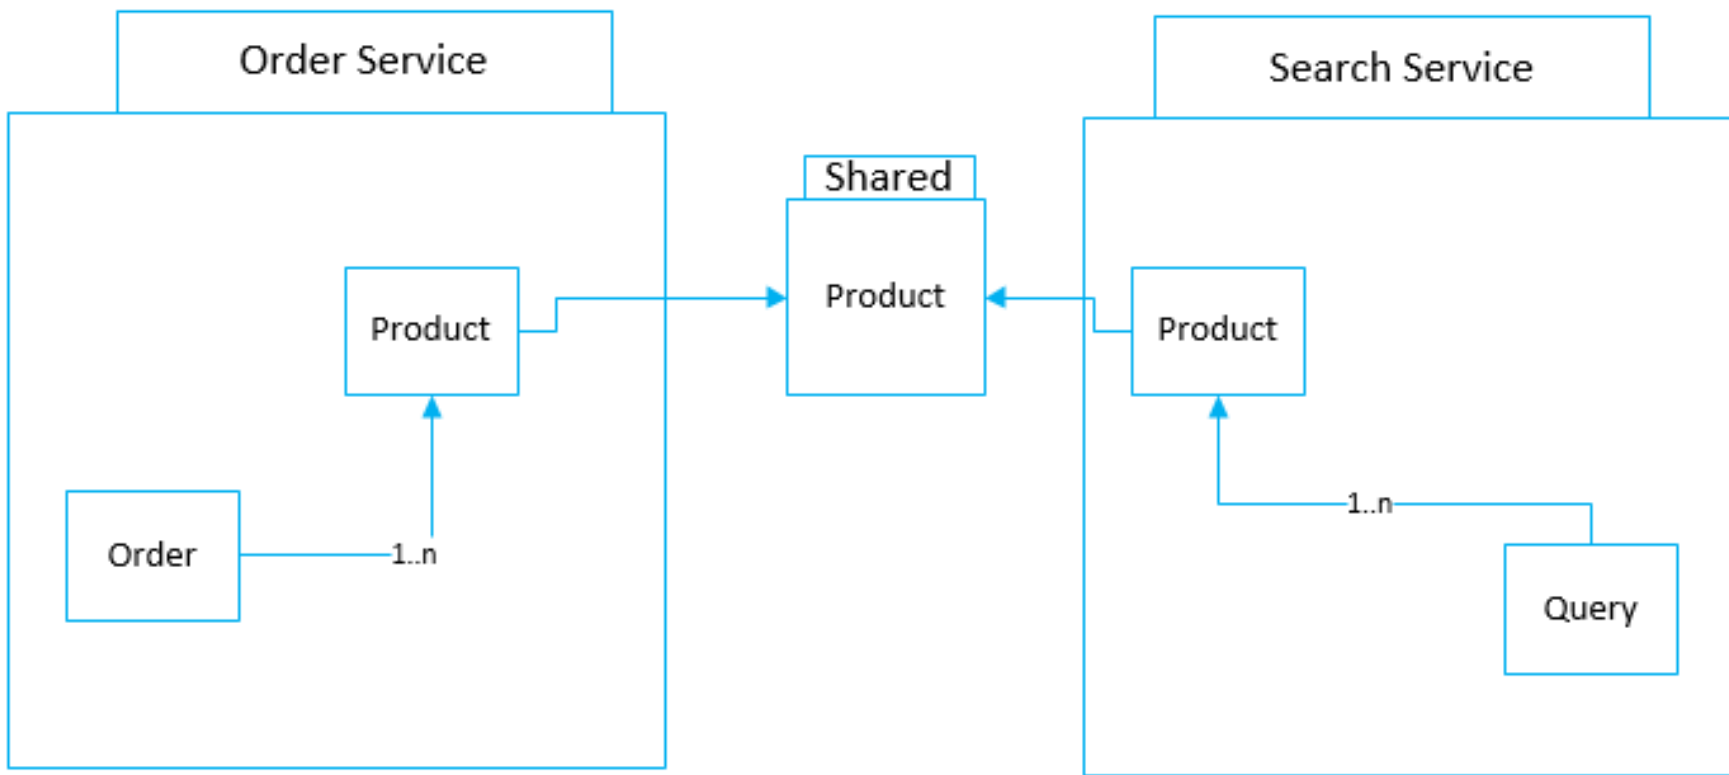 Order Service
Search Service
Shared
Product
Product
Product
1..n
Order
1..n
Query